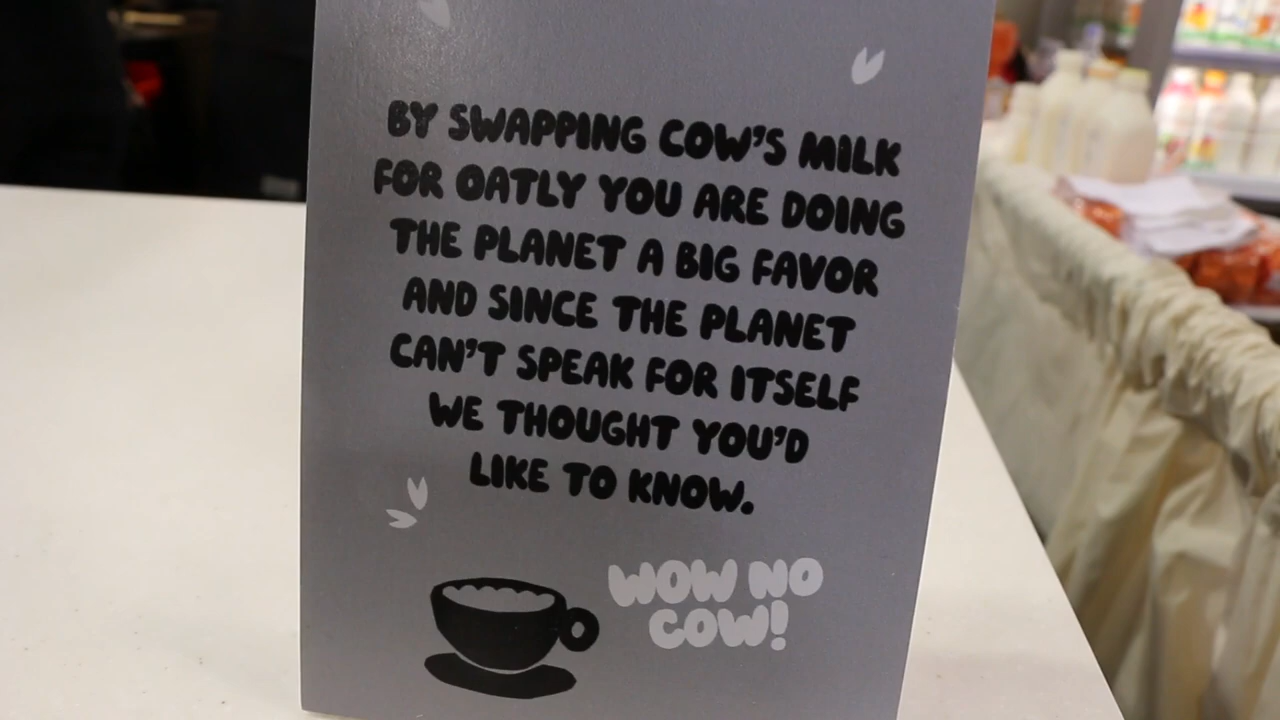 BY SWAPPING COW'S MILK
FOR OATLY YOU ARE DOING
THE PLANET A BIG FAVOR
AND SINCE THE PLANET
CAN'T SPEAK FOR ITSELF
WE THOUGHT YOU'D
LIKE TO KNOW.
WOW NO
COW!